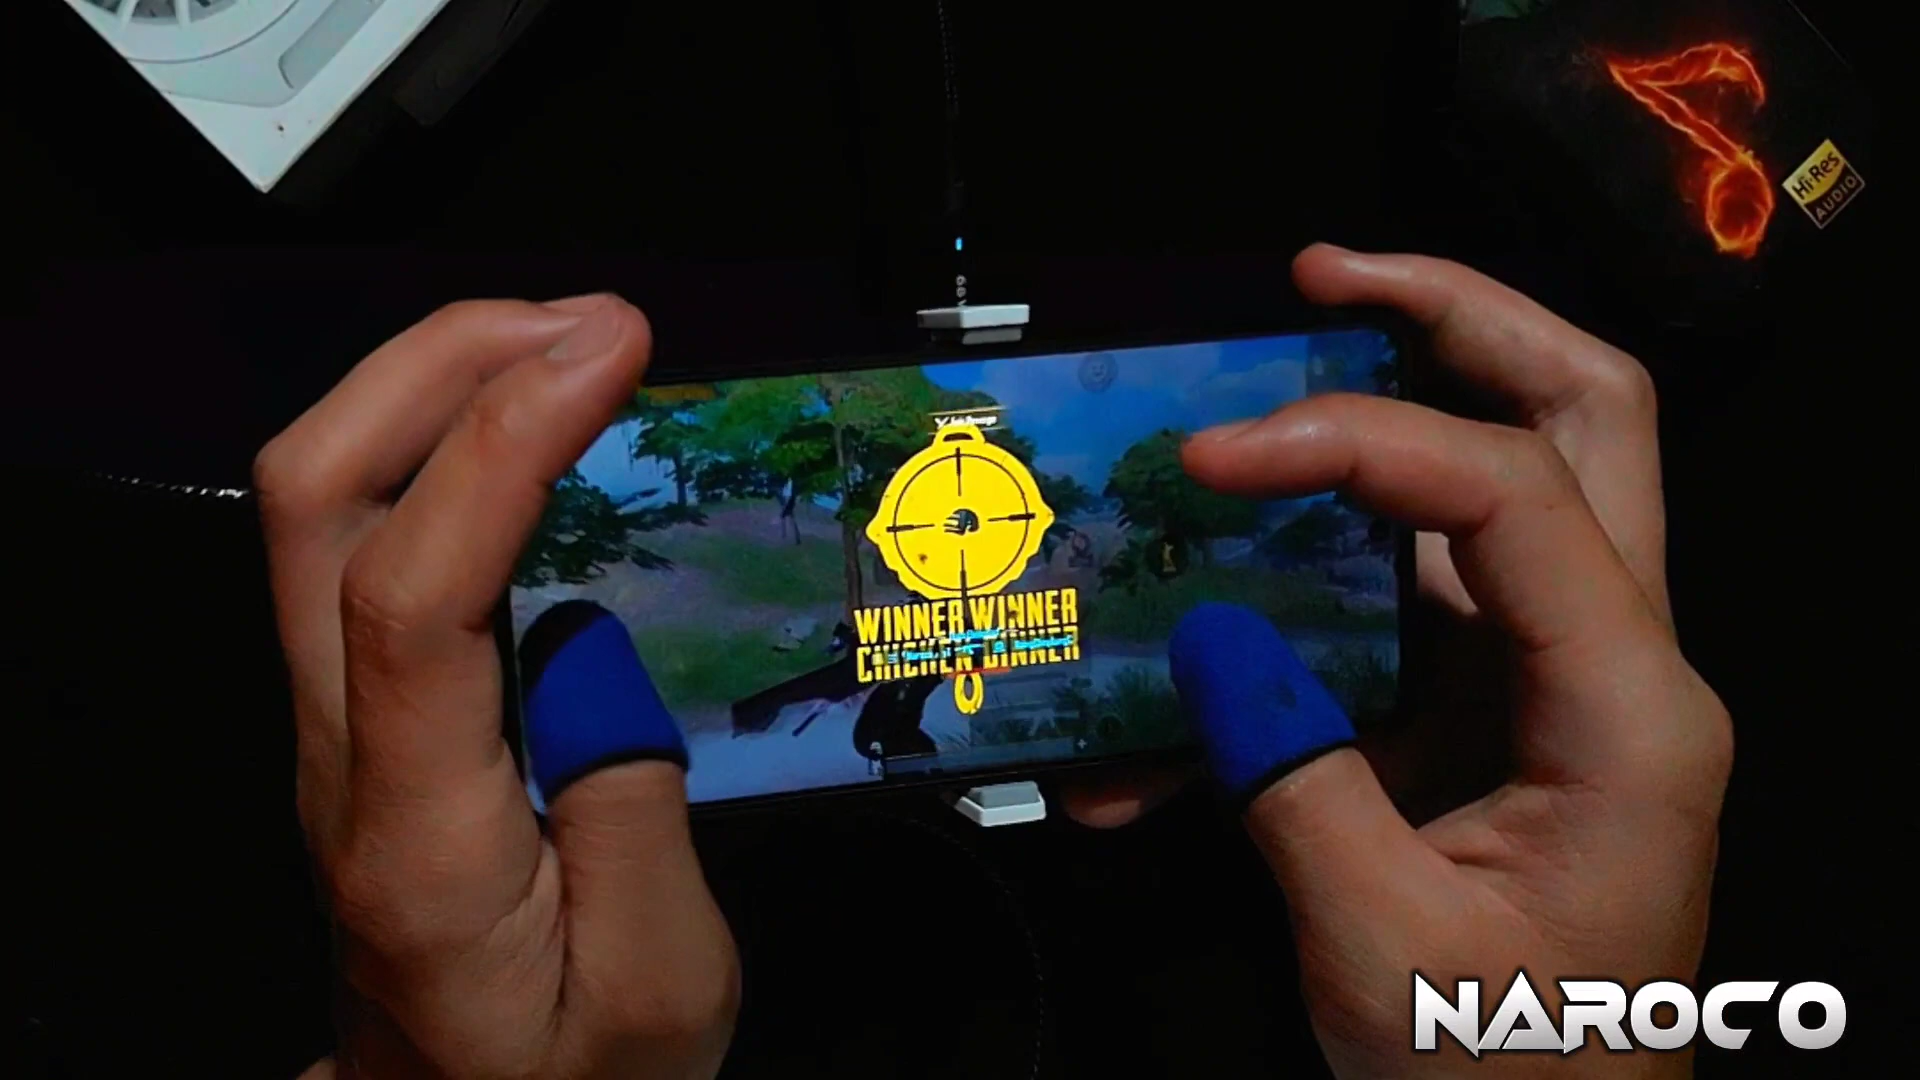 Hi-Res
AUDIO
WINNER WINNER
CHICKEN DINNER
NAROCO